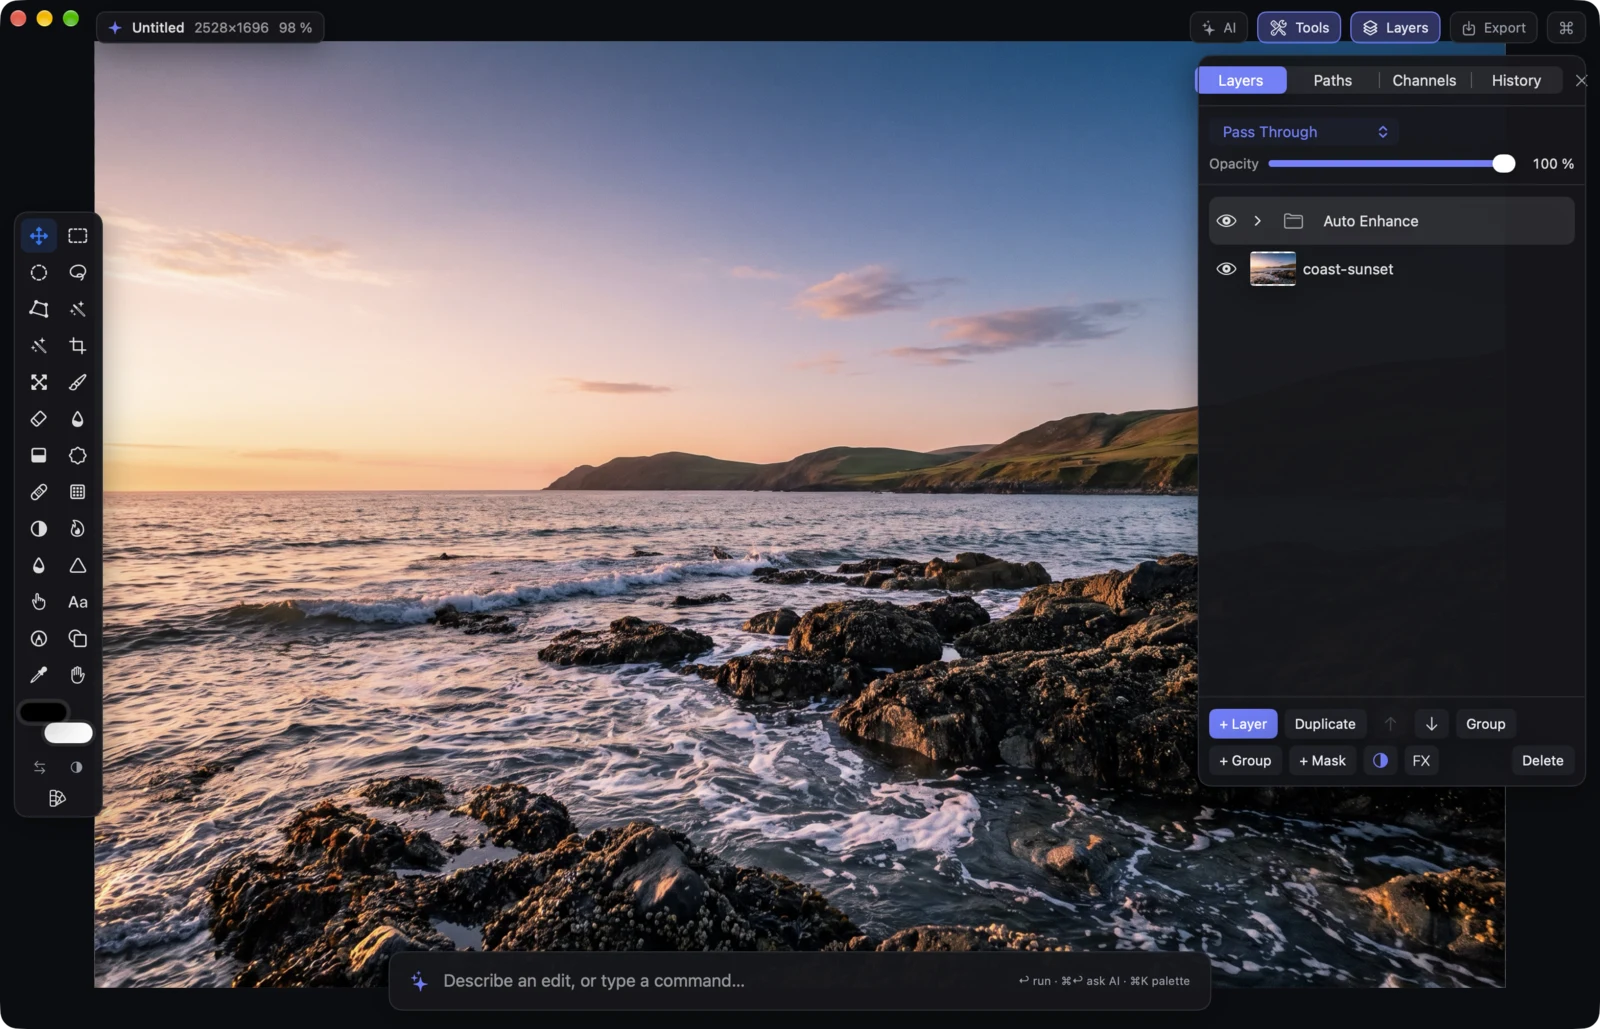 Untitled 2528×1696 98 %
AI Tools Layers Export ⌘
Layers Paths Channels History
Pass Through
Opacity 100 %
Auto Enhance
coast-sunset
Aa
+ Layer Duplicate ↑ ↓ Group
+ Group + Mask FX Delete
Describe an edit, or type a command... ↩ run · ⌘↩ ask AI · ⌘K palette